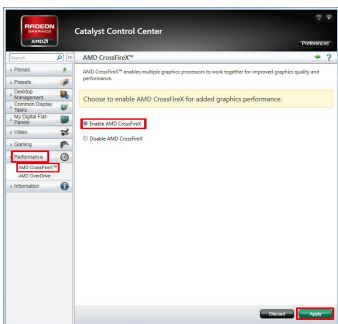 RADEON
GRAPHICS
AMD
Catalyst Control Center
Preferences
Search
Pinned
Presets
Desktop Management
Common Display Tasks
My Digital Flat-Panels
Video
Gaming
Performance
AMD CrossFireX™
AMD OverDrive
Information
AMD CrossFireX™
?
AMD CrossFireX™ enables multiple graphics processors to work together for improved graphics quality and
performance.
Choose to enable AMD CrossFireX for added graphics performance.
Enable AMD CrossFireX
Disable AMD CrossFireX
Discard
Apply